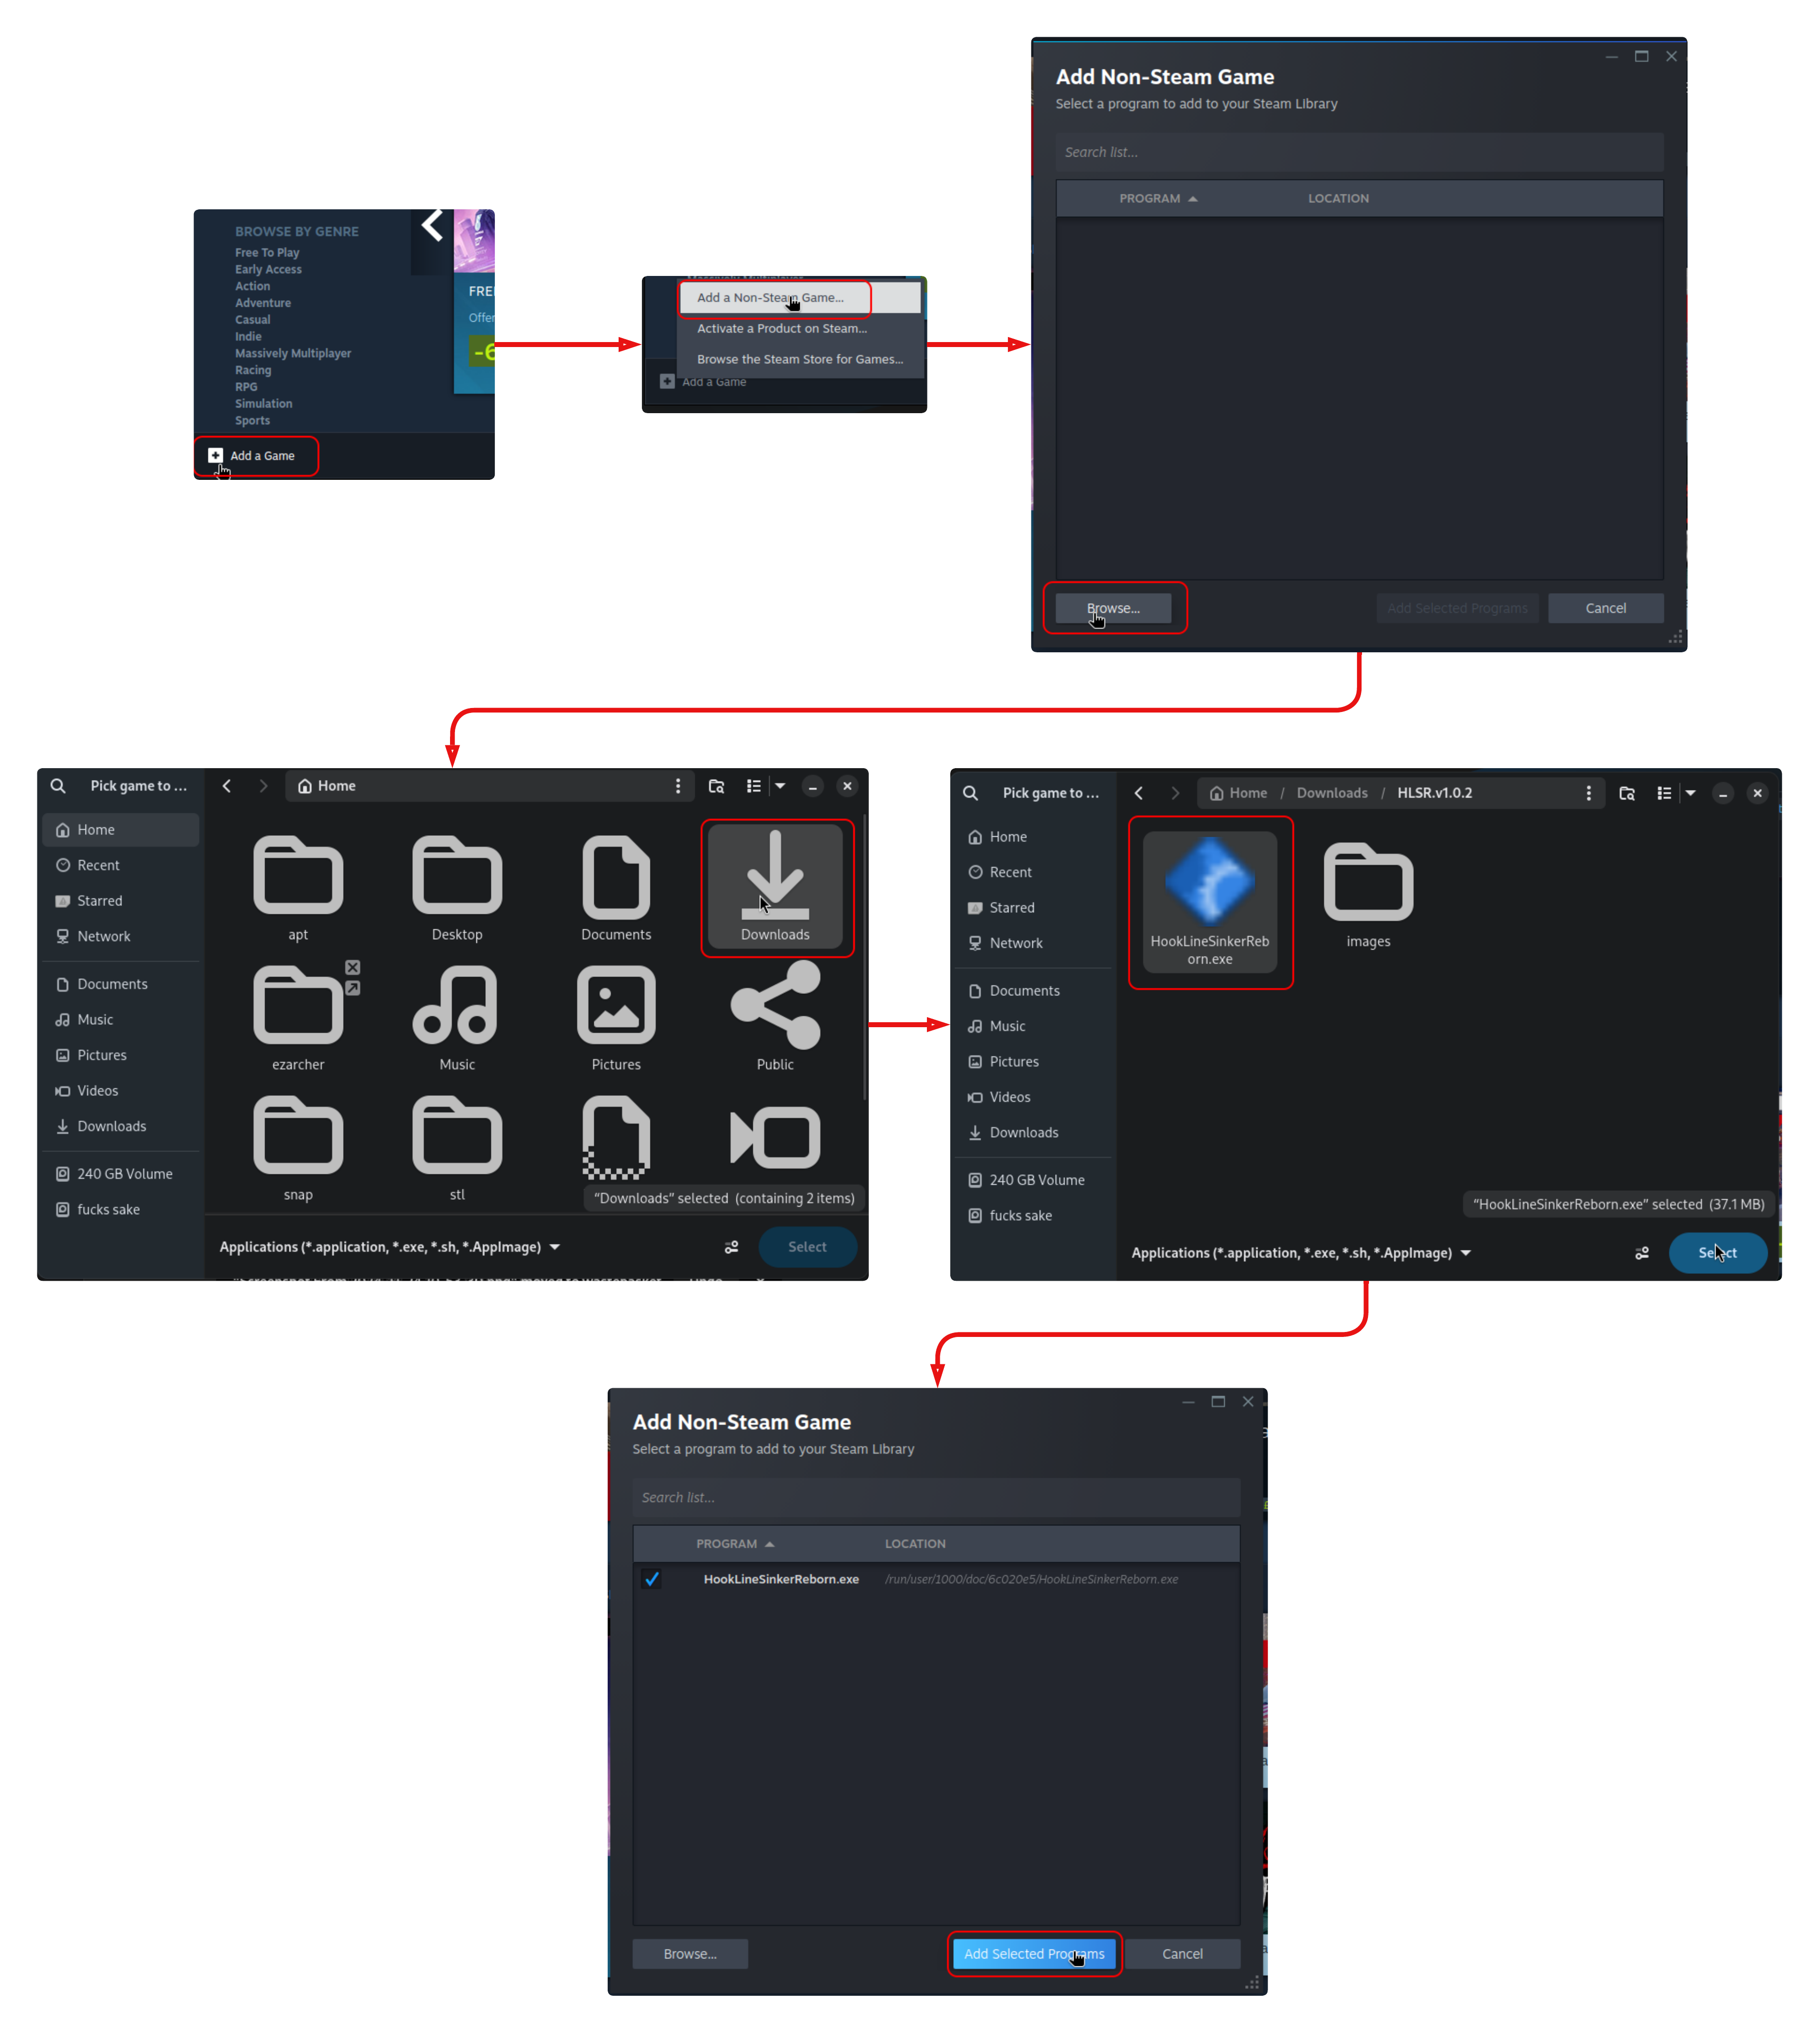 BROWSE BY GENRE
Free To Play
Early Access
Action
Adventure
Casual
Indie
Massively Multiplayer
Racing
RPG
Simulation
Sports
FRE
Offer
-6
Add a Game
Add a Non-Steam Game...
Activate a Product on Steam...
Browse the Steam Store for Games...
Add a Game
Add Non-Steam Game
Select a program to add to your Steam Library
Search list...
PROGRAM LOCATION
Browse... Add Selected Programs Cancel
Pick game to ... Home
Home
Recent
Starred
Network
Documents
Music
Pictures
Videos
Downloads
240 GB Volume
fucks sake
apt Desktop Documents Downloads
ezarcher Music Pictures Public
snap stl
"Downloads" selected (containing 2 items)
Applications (*.application, *.exe, *.sh, *.AppImage) Select
Pick game to ... Home / Downloads / HLSR.v1.0.2
Home
Recent
Starred
Network
Documents
Music
Pictures
Videos
Downloads
240 GB Volume
fucks sake
HookLineSinkerReb
orn.exe
images
"HookLineSinkerReborn.exe" selected (37.1 MB)
Applications (*.application, *.exe, *.sh, *.AppImage) Select
Add Non-Steam Game
Select a program to add to your Steam Library
Search list...
PROGRAM LOCATION
HookLineSinkerReborn.exe /run/user/1000/doc/6c020e5/HookLineSinkerReborn.exe
Browse... Add Selected Programs Cancel